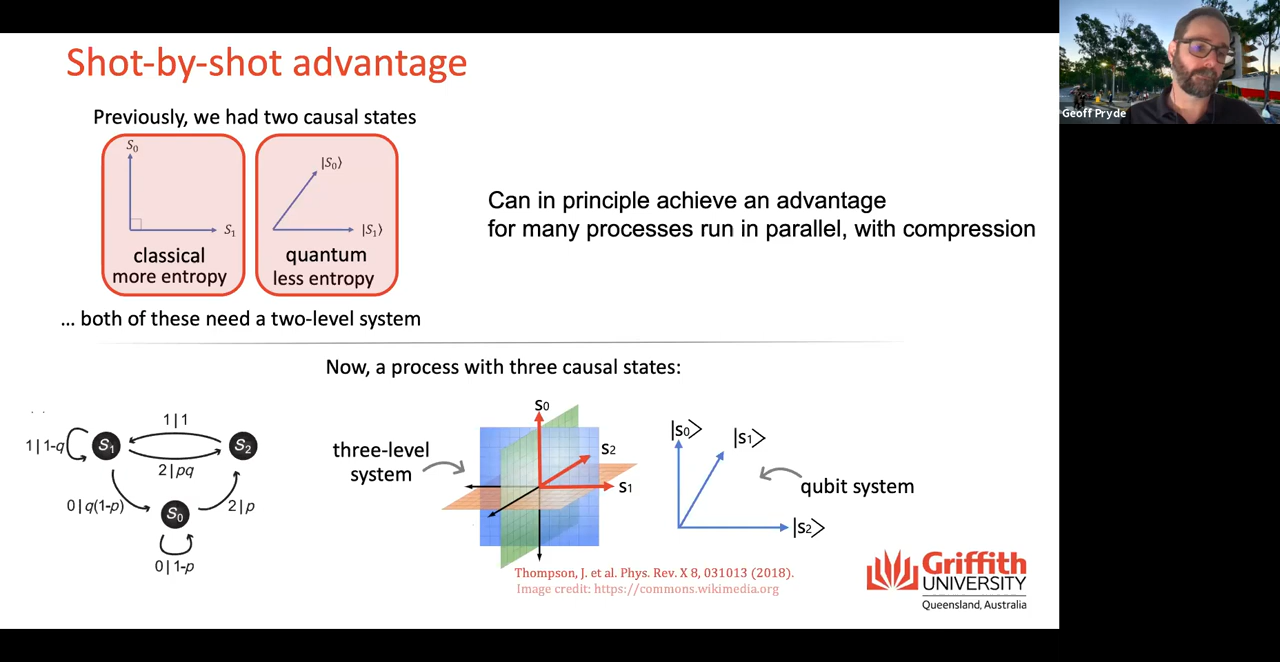 Shot-by-shot advantage
Geoff Pryde
Previously, we had two causal states
S₀
S₁
classical
more entropy
|S₀⟩
|S₁⟩
quantum
less entropy
Can in principle achieve an advantage
for many processes run in parallel, with compression
... both of these need a two-level system
Now, a process with three causal states:
1|1
1|1-q
S₁
S₂
2|pq
0|q(1-p)
S₀
2|p
0|1-p
three-level
system
s₀
s₂
s₁
|s₀>
|s₁>
|s₂>
qubit system
Thompson, J. et al. Phys. Rev. X 8, 031013 (2018).
Image credit: https://commons.wikimedia.org
Griffith
UNIVERSITY
Queensland, Australia